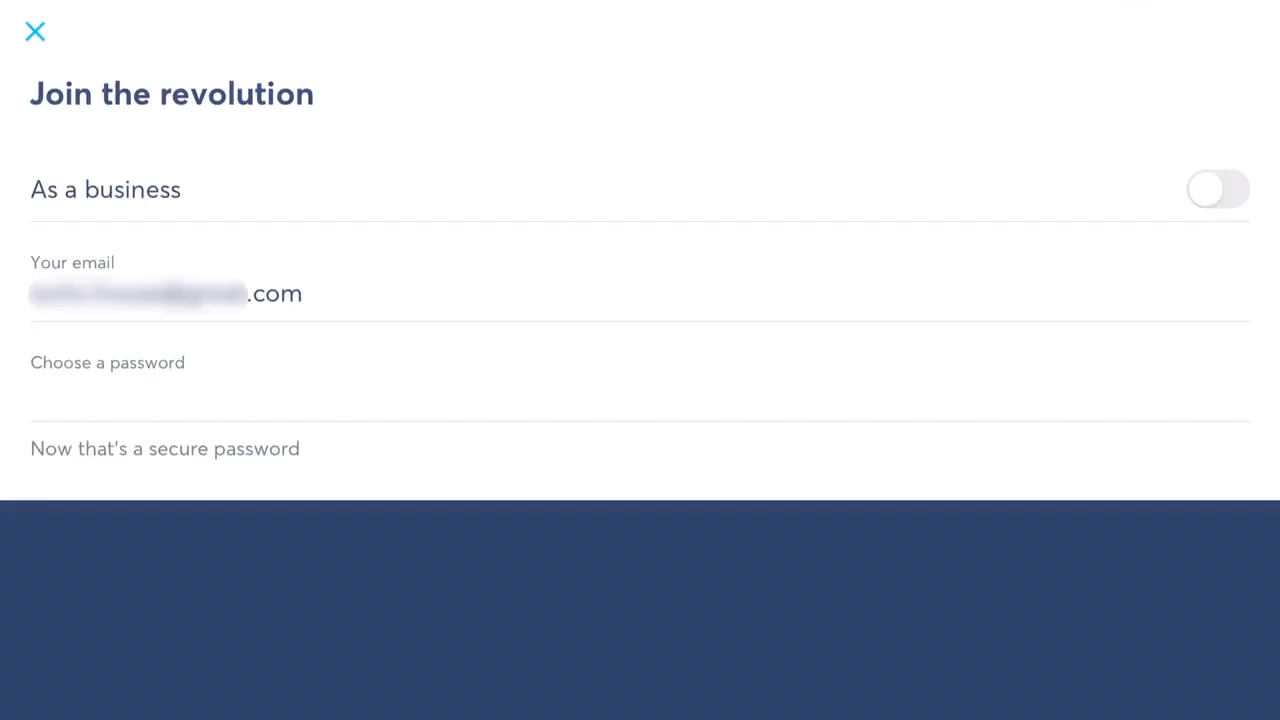 Join the revolution
As a business
Your email
.com
Choose a password
Now that's a secure password